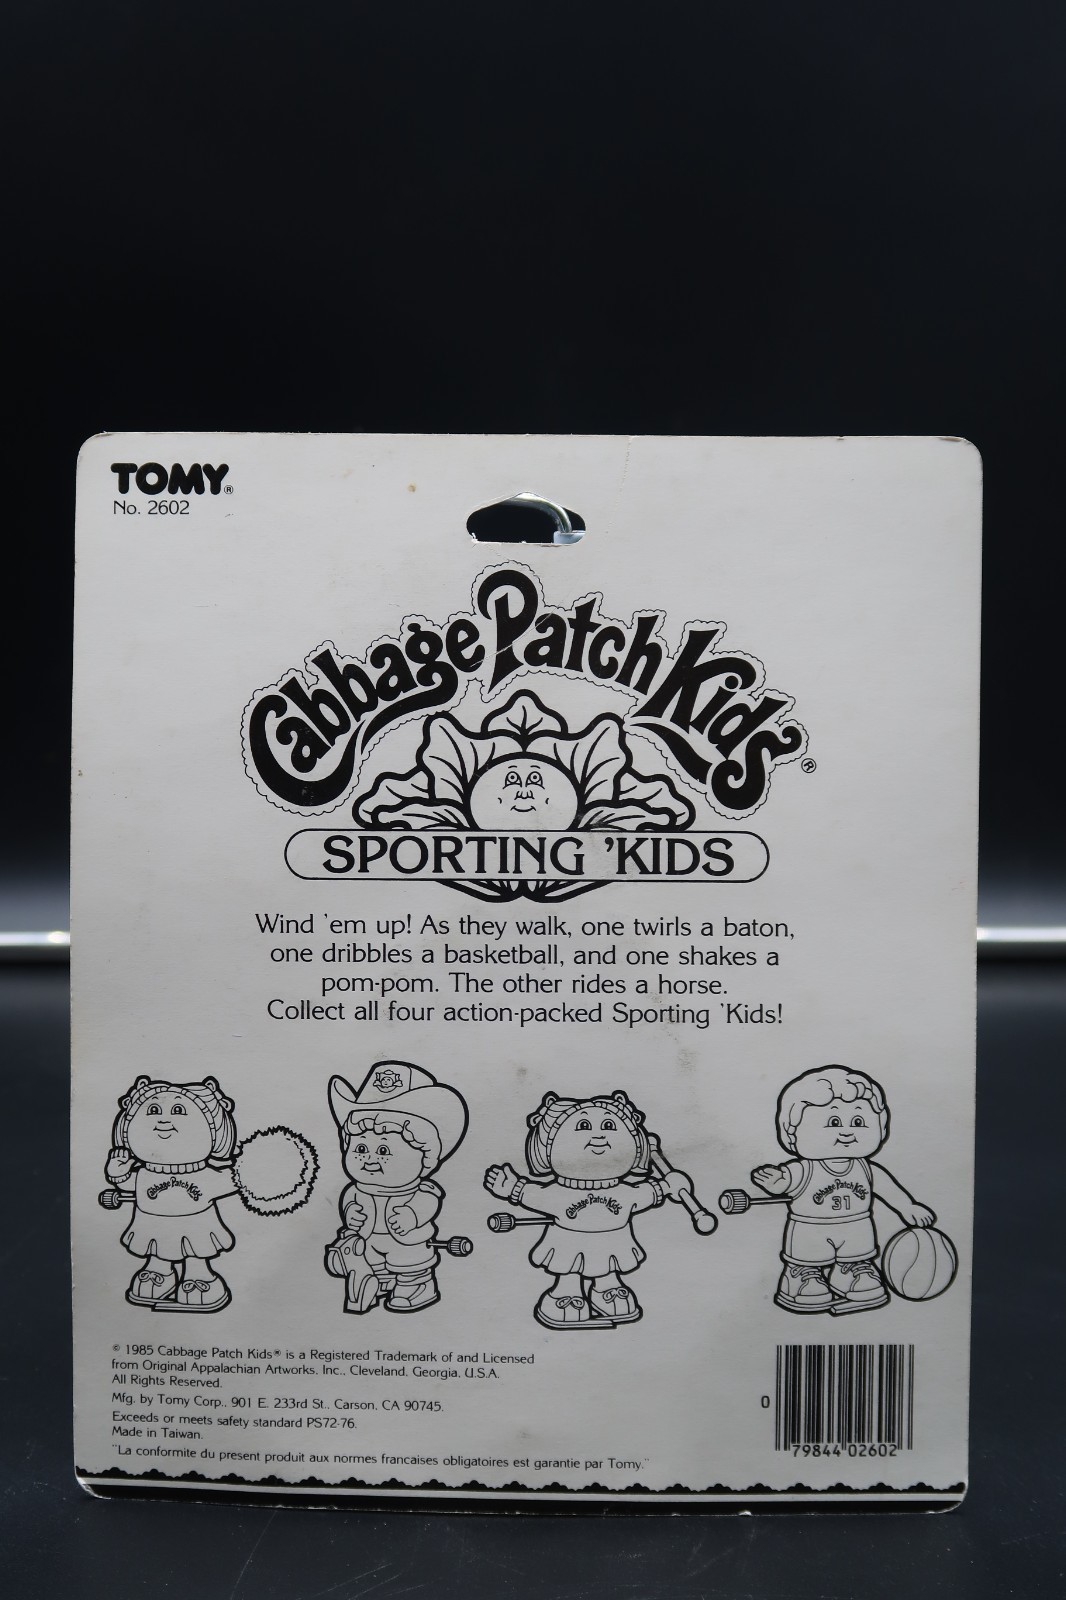 TOMY®
No. 2602
Cabbage Patch Kids®
SPORTING 'KIDS
Wind 'em up! As they walk, one twirls a baton,
one dribbles a basketball, and one shakes a
pom-pom. The other rides a horse.
Collect all four action-packed Sporting 'Kids!
Cabbage Patch Kids
Cabbage Patch Kids
Cabbage Patch Kids
31
© 1985 Cabbage Patch Kids® is a Registered Trademark of and Licensed
from Original Appalachian Artworks, Inc., Cleveland, Georgia, U.S.A.
All Rights Reserved.
Mfg. by Tomy Corp., 901 E. 233rd St., Carson, CA 90745.
Exceeds or meets safety standard PS72-76.
Made in Taiwan.
"La conformite du present produit aux normes francaises obligatoires est garantie par Tomy."
0 79844 02602